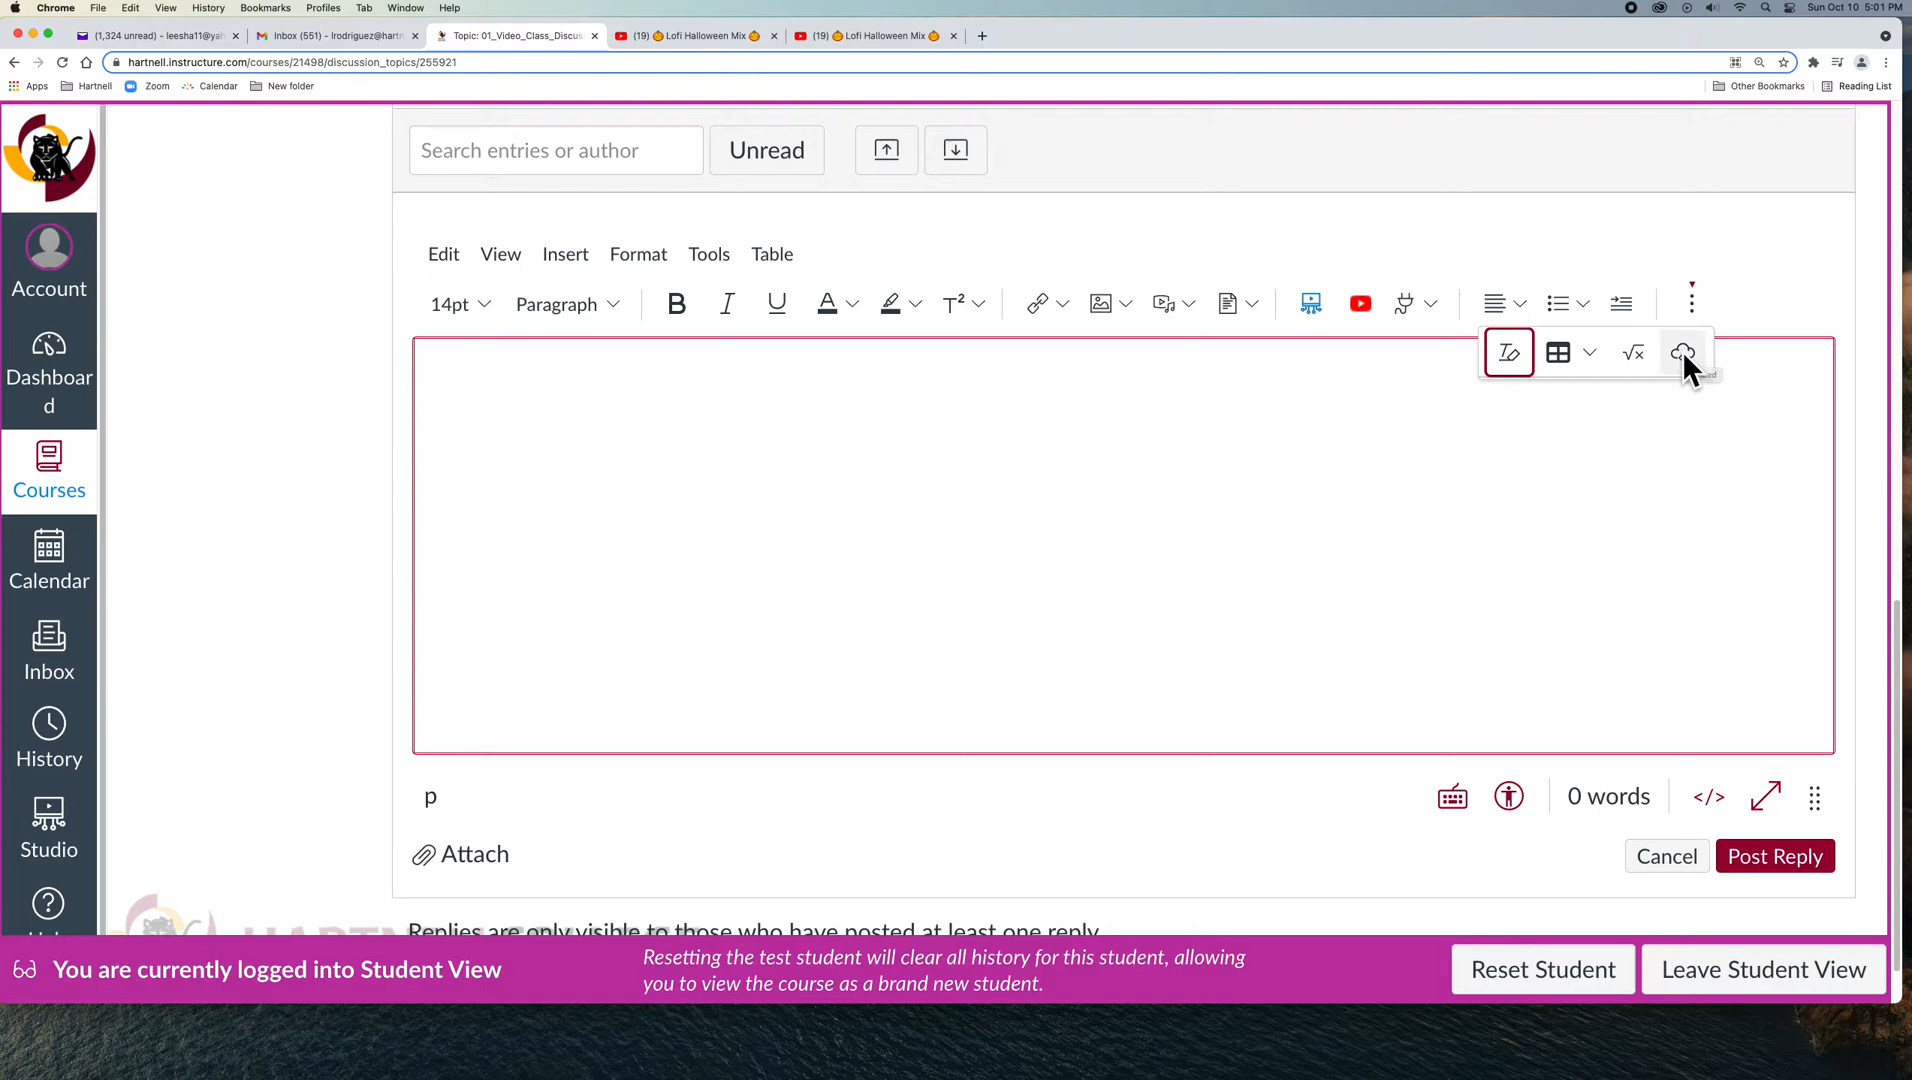 Chrome File Edit View History Bookmarks Profiles Tab Window Help Sun Oct 10 5:01 PM
(1,324 unread) - leesha11@yah Inbox (551) - lrodriguez@hartn Topic: 01_Video_Class_Discus (19) 🎃 Lofi Halloween Mix 🎃 (19) 🎃 Lofi Halloween Mix 🎃
hartnell.instructure.com/courses/21498/discussion_topics/255921
Apps Hartnell Zoom Calendar New folder Other Bookmarks Reading List
Search entries or author Unread
Edit View Insert Format Tools Table
14pt Paragraph B I U A T²
√x
Account
Dashboar
d
Courses
Calendar
Inbox
History
Studio
p 0 words </>
Attach Cancel Post Reply
Replies are only visible to those who have posted at least one reply.
You are currently logged into Student View
Resetting the test student will clear all history for this student, allowing
you to view the course as a brand new student.
Reset Student Leave Student View